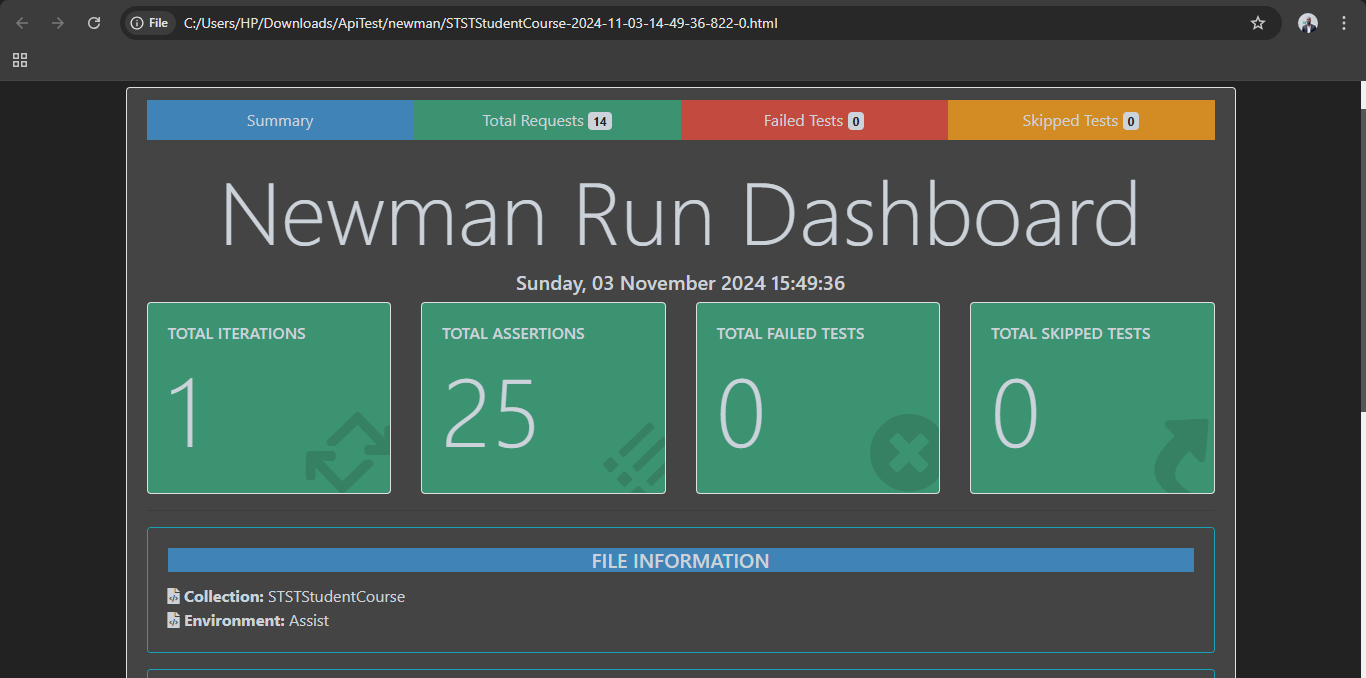 File C:/Users/HP/Downloads/ApiTest/newman/STSTStudentCourse-2024-11-03-14-49-36-822-0.html
Summary Total Requests 14 Failed Tests 0 Skipped Tests 0
Newman Run Dashboard
Sunday, 03 November 2024 15:49:36
TOTAL ITERATIONS TOTAL ASSERTIONS TOTAL FAILED TESTS TOTAL SKIPPED TESTS
1 25 0 0
FILE INFORMATION
Collection: STSTStudentCourse
Environment: Assist